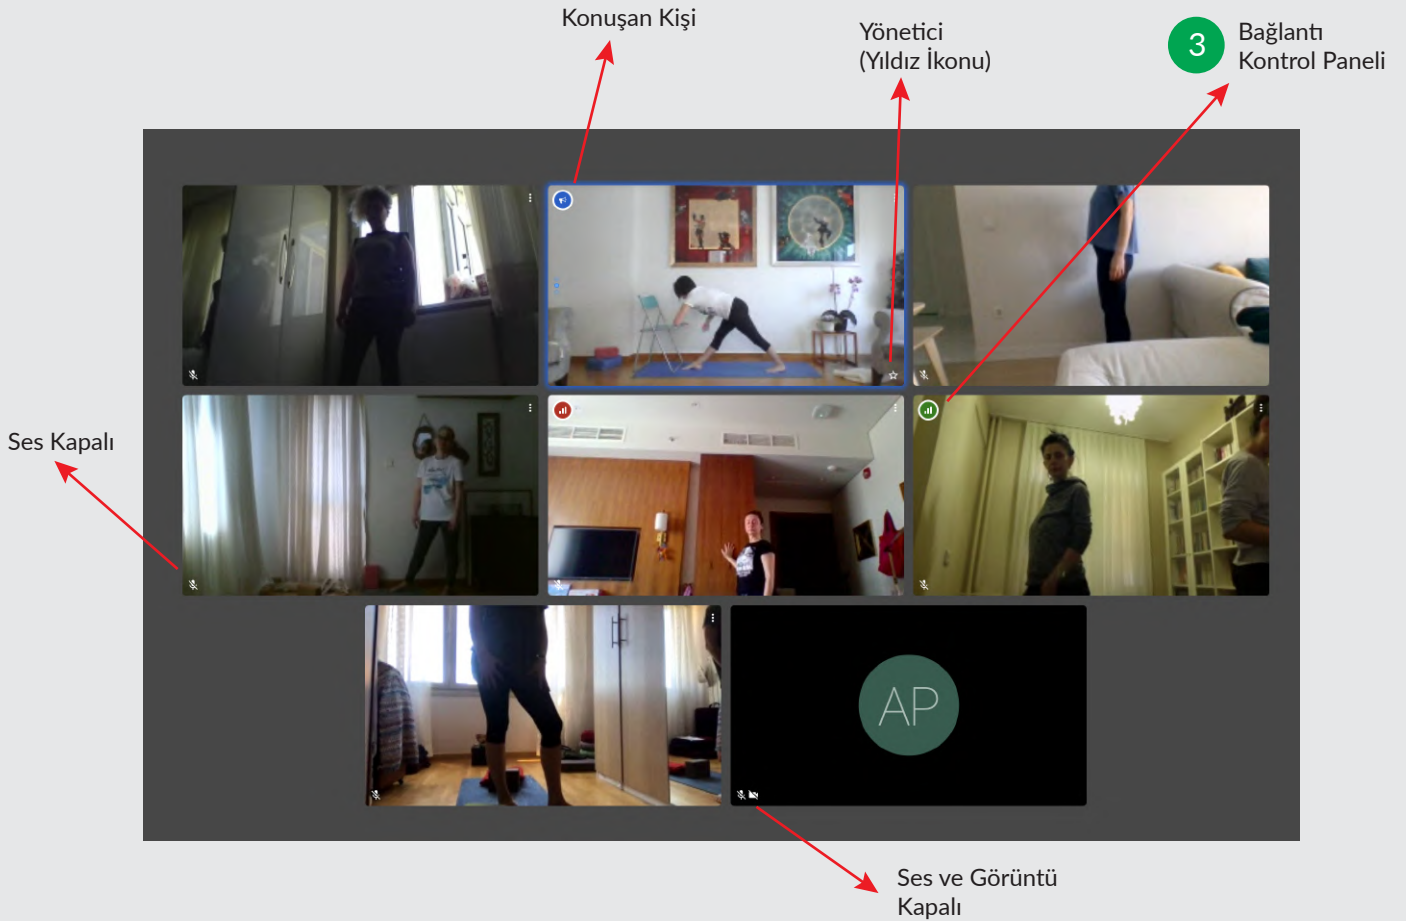 Konuşan Kişi
Yönetici
(Yıldız İkonu)
3
Bağlantı
Kontrol Paneli
Ses Kapalı
AP
Ses ve Görüntü
Kapalı